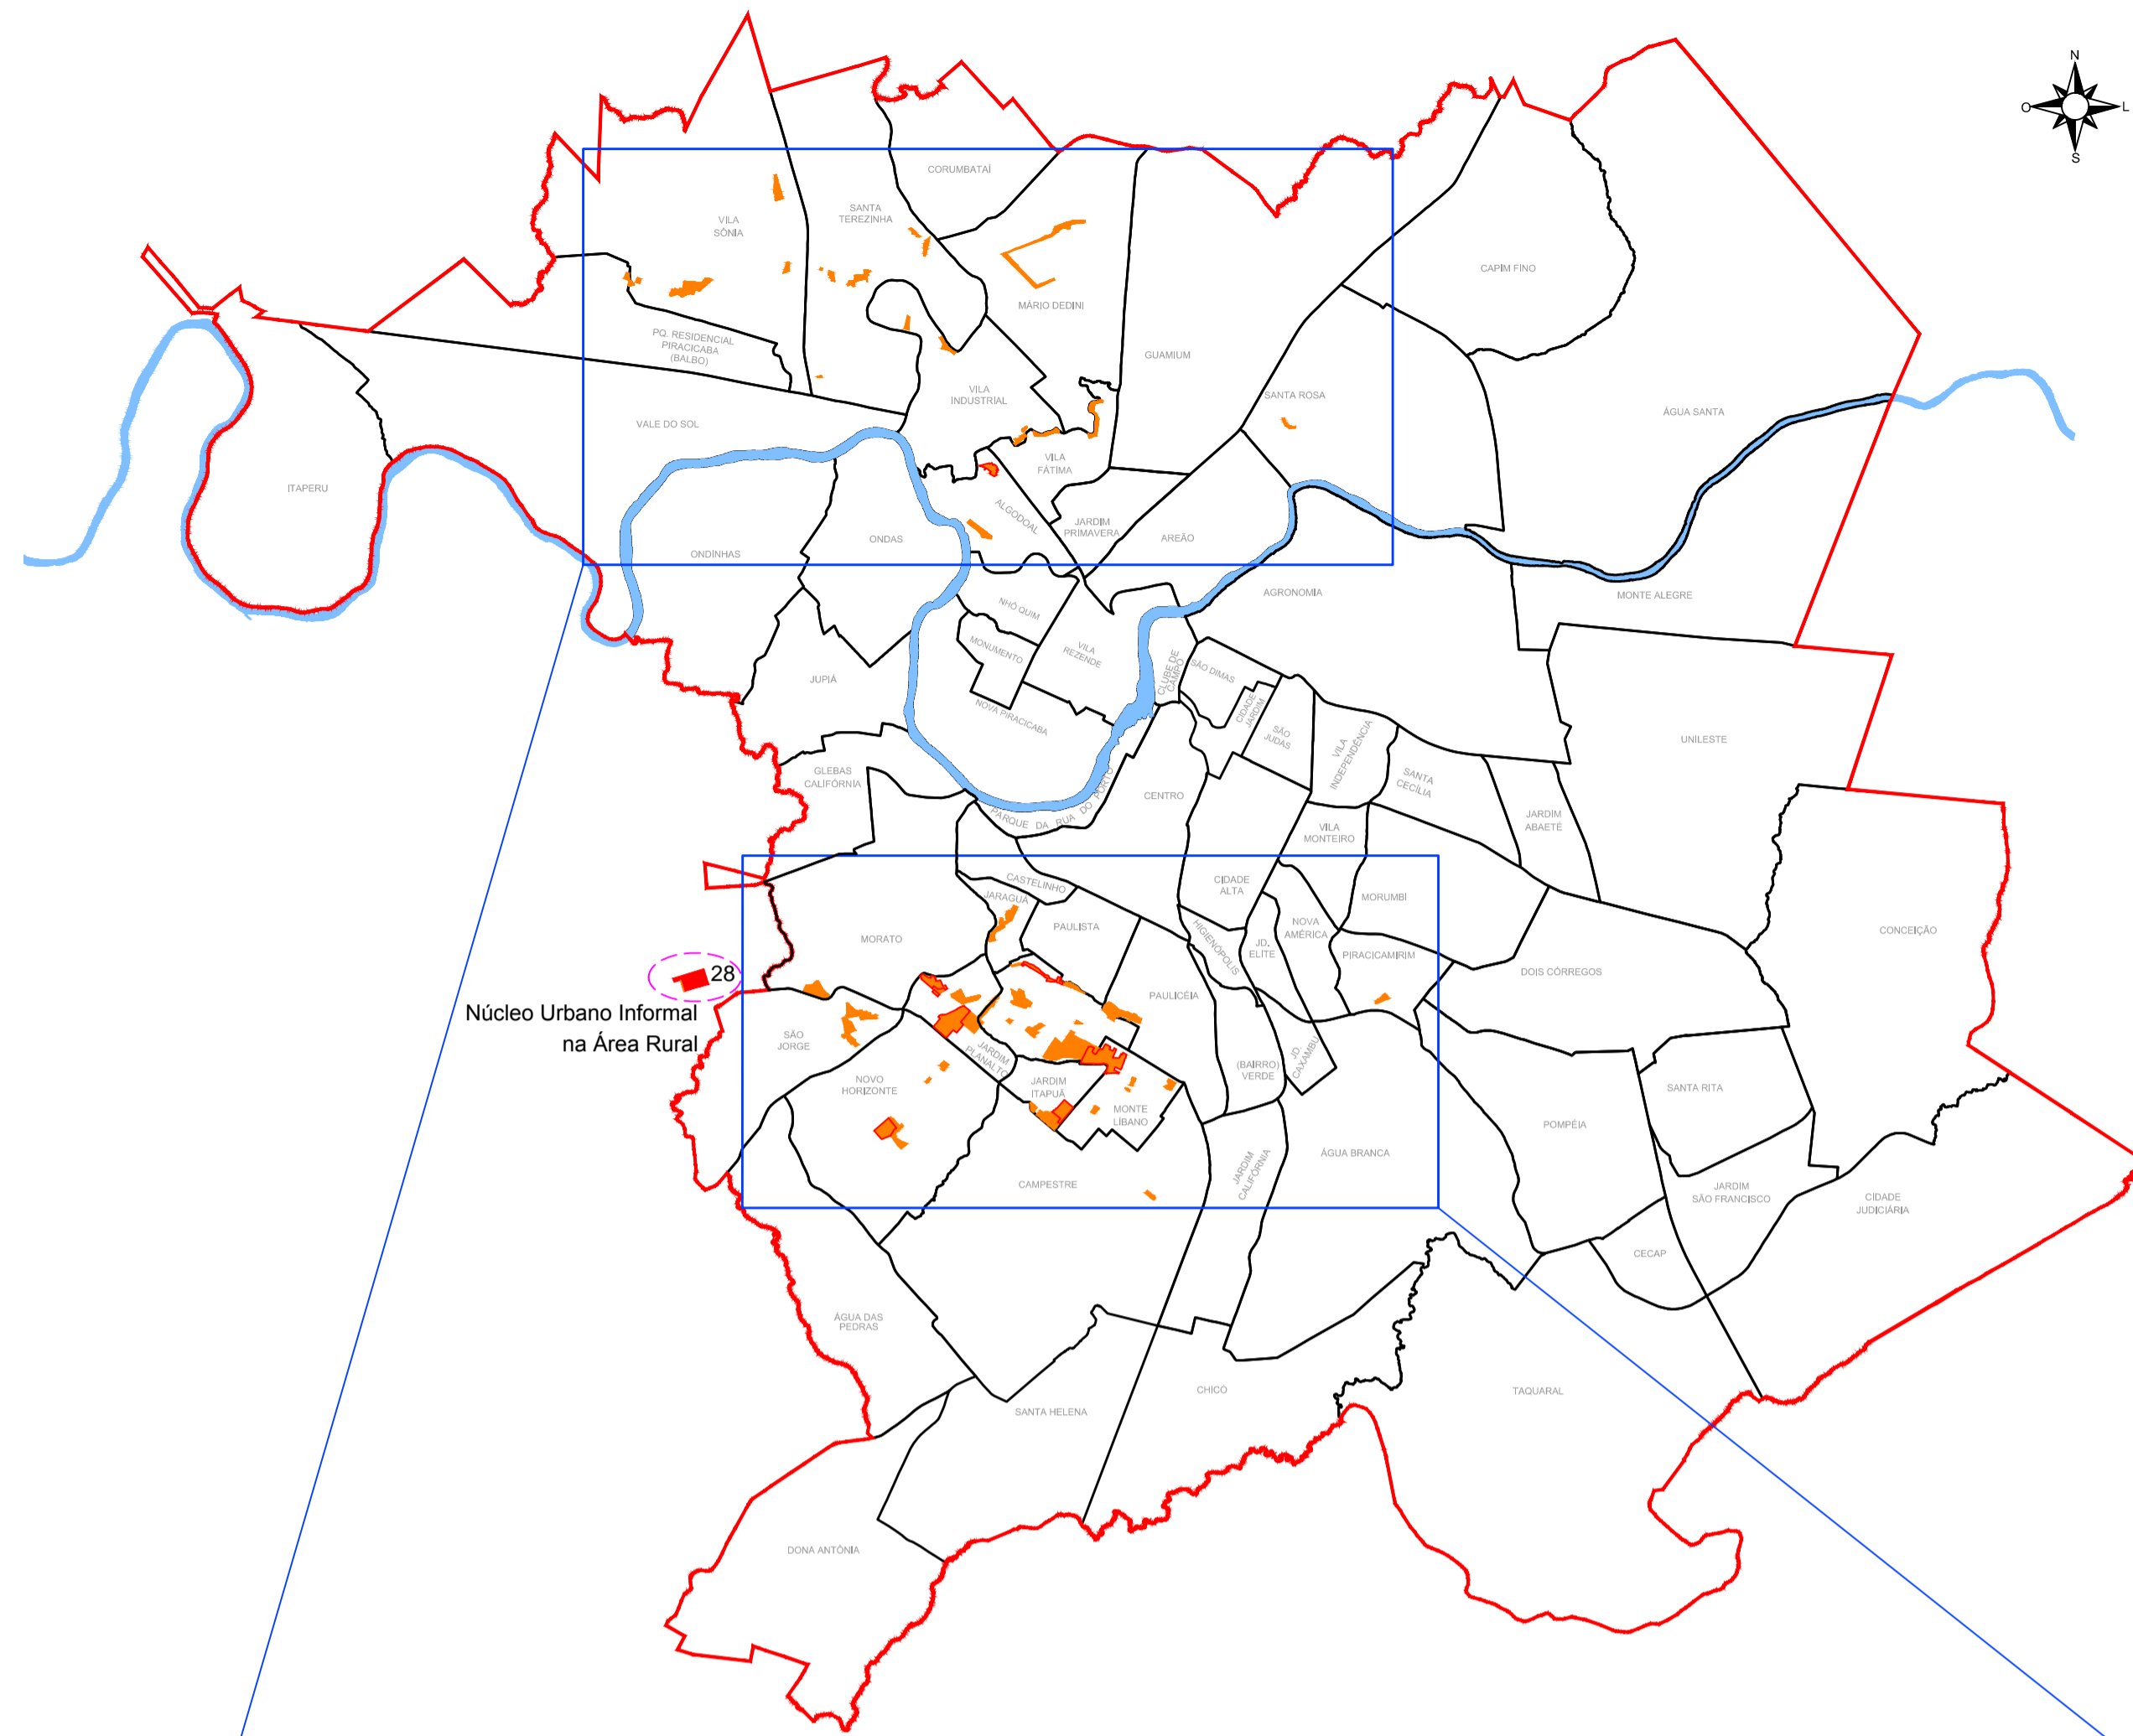 N
O
L
S
CORUMBATAÍ
SANTA
TEREZINHA
VILA
SÔNIA
CAPIM FINO
MÁRIO DEDINI
PQ. RESIDENCIAL
PIRACICABA
(BALBO)
GUAMIUM
VILA
INDUSTRIAL
SANTA ROSA
ÁGUA SANTA
VALE DO SOL
VILA
FÁTIMA
ITAPERU
ALGODOAL
JARDIM
PRIMAVERA
AREÃO
ONDAS
ONDINHAS
AGRONOMIA
MONTE ALEGRE
NHÔ QUIM
MONUMENTO
VILA
REZENDE
CLUBE DE
CAMPO
SÃO DIMAS
JUPIÁ
CIDADE
JARDIM
NOVA PIRACICABA
SÃO
JUDAS
VILA
INDEPENDÊNCIA
UNILESTE
GLEBAS
CALIFÓRNIA
SANTA
CECÍLIA
CENTRO
PARQUE DA RUA DO PORTO
JARDIM
ABAETÉ
VILA
MONTEIRO
CASTELINHO
CIDADE
ALTA
JARAGUÁ
MORUMBI
PAULISTA
NOVA
AMÉRICA
CONCEIÇÃO
MORATO
HIGIENÓPOLIS
JD.
ELITE
PIRACICAMIRIM
DOIS CÓRREGOS
28
Núcleo Urbano Informal
na Área Rural
PAULICÉIA
SÃO
JORGE
JARDIM
PLANALTO
JD.
CAXAMBU
(BAIRRO)
VERDE
NOVO
HORIZONTE
JARDIM
ITAPUÃ
SANTA RITA
MONTE
LÍBANO
POMPÉIA
ÁGUA BRANCA
JARDIM
CALIFÓRNIA
CAMPESTRE
JARDIM
SÃO FRANCISCO
CIDADE
JUDICIÁRIA
CECAP
ÁGUA DAS
PEDRAS
CHICÓ
TAQUARAL
SANTA HELENA
DONA ANTÔNIA